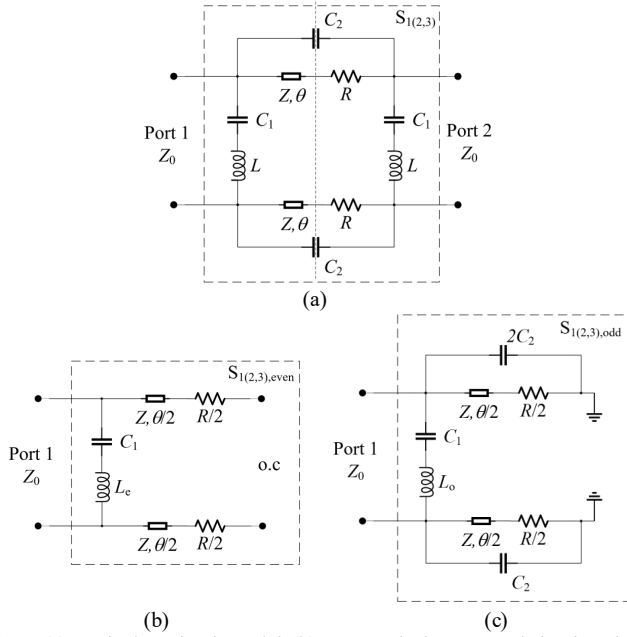 S1(2,3)
C2
Z,θ
R
C1
C1
Port 1
Z0
Port 2
Z0
L
L
Z,θ
R
C2
(a)
S1(2,3),even
Z,θ/2
R/2
C1
Port 1
Z0
o.c
Le
Z,θ/2
R/2
(b)
S1(2,3),odd
2C2
Z,θ/2
R/2
C1
Port 1
Z0
Lo
Z,θ/2
R/2
C2
(c)